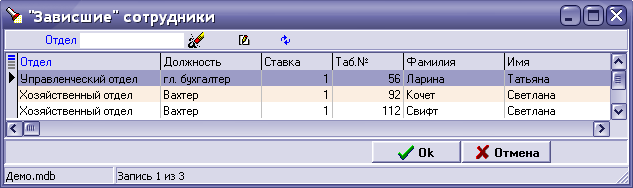 "Зависшие" сотрудники
Отдел
Отдел Должность Ставка Таб.№ Фамилия Имя
Управленческий отдел гл. бухгалтер 1 56 Ларина Татьяна
Хозяйственный отдел Вахтер 1 92 Кочет Светлана
Хозяйственный отдел Вахтер 1 112 Свифт Светлана
Ok Отмена
Демо.mdb Запись 1 из 3